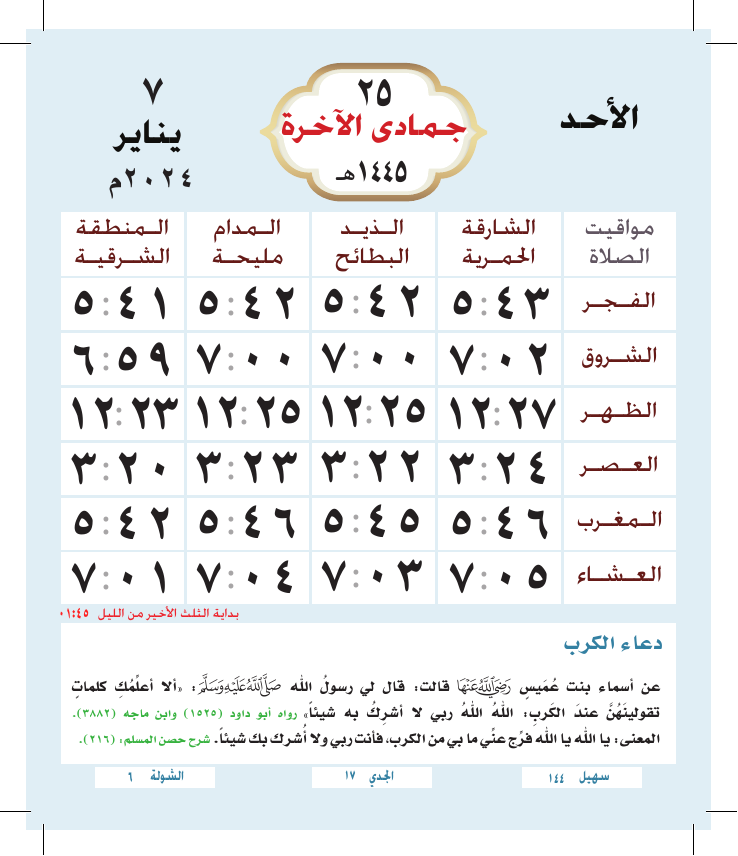 الأحد
٢٥
جمادى الآخرة
١٤٤٥هـ
٧
يناير
٢٠٢٤م
مواقيت الصلاة | الشارقة الحمرية | الذيد البطائح | المدام مليحة | المنطقة الشرقية
الفجر ٥:٤٣ ٥:٤٢ ٥:٤٢ ٥:٤١
الشروق ٧:٠٢ ٧:٠٠ ٧:٠٠ ٦:٥٩
الظهر ١٢:٢٧ ١٢:٢٥ ١٢:٢٥ ١٢:٢٣
العصر ٣:٢٤ ٣:٢٢ ٣:٢٣ ٣:٢٠
المغرب ٥:٤٦ ٥:٤٥ ٥:٤٦ ٥:٤٢
العشاء ٧:٠٥ ٧:٠٣ ٧:٠٤ ٧:٠١
بداية الثلث الأخير من الليل ٠١:٤٥
دعاء الكرب
عن أسماء بنت عُمَيسٍ رَضِيَ اللَّهُ عَنْهَا قالت: قال لي رسولُ الله صَلَّى اللَّهُ عَلَيْهِ وَسَلَّمَ: «ألا أعلِّمُكِ كلماتٍ
تقولينَهُنَّ عندَ الكَربِ: اللهُ اللهُ ربي لا أشرِكُ به شيئاً» رواه أبو داود (١٥٢٥) وابن ماجه (٣٨٨٢).
المعنى: يا الله يا الله فرِّج عنِّي ما بي من الكرب، فأنت ربي ولا أُشرك بك شيئاً. شرح حصن المسلم: (٢١٦).
سهيل ١٤٤
الجدي ١٧
الشولة ٦